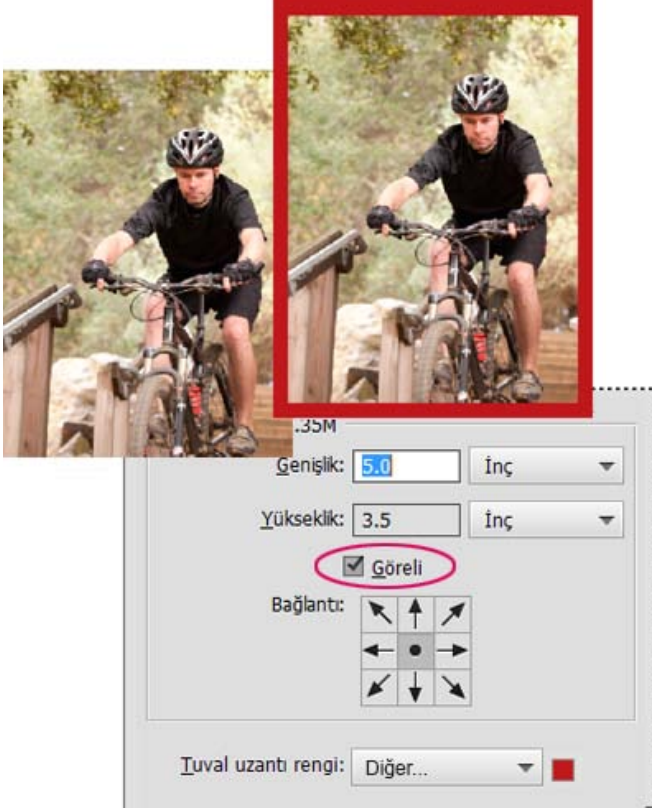 .35M
Genişlik: 5.0 İnç
Yükseklik: 3.5 İnç
Göreli
Bağlantı:
Tuval uzantı rengi: Diğer...